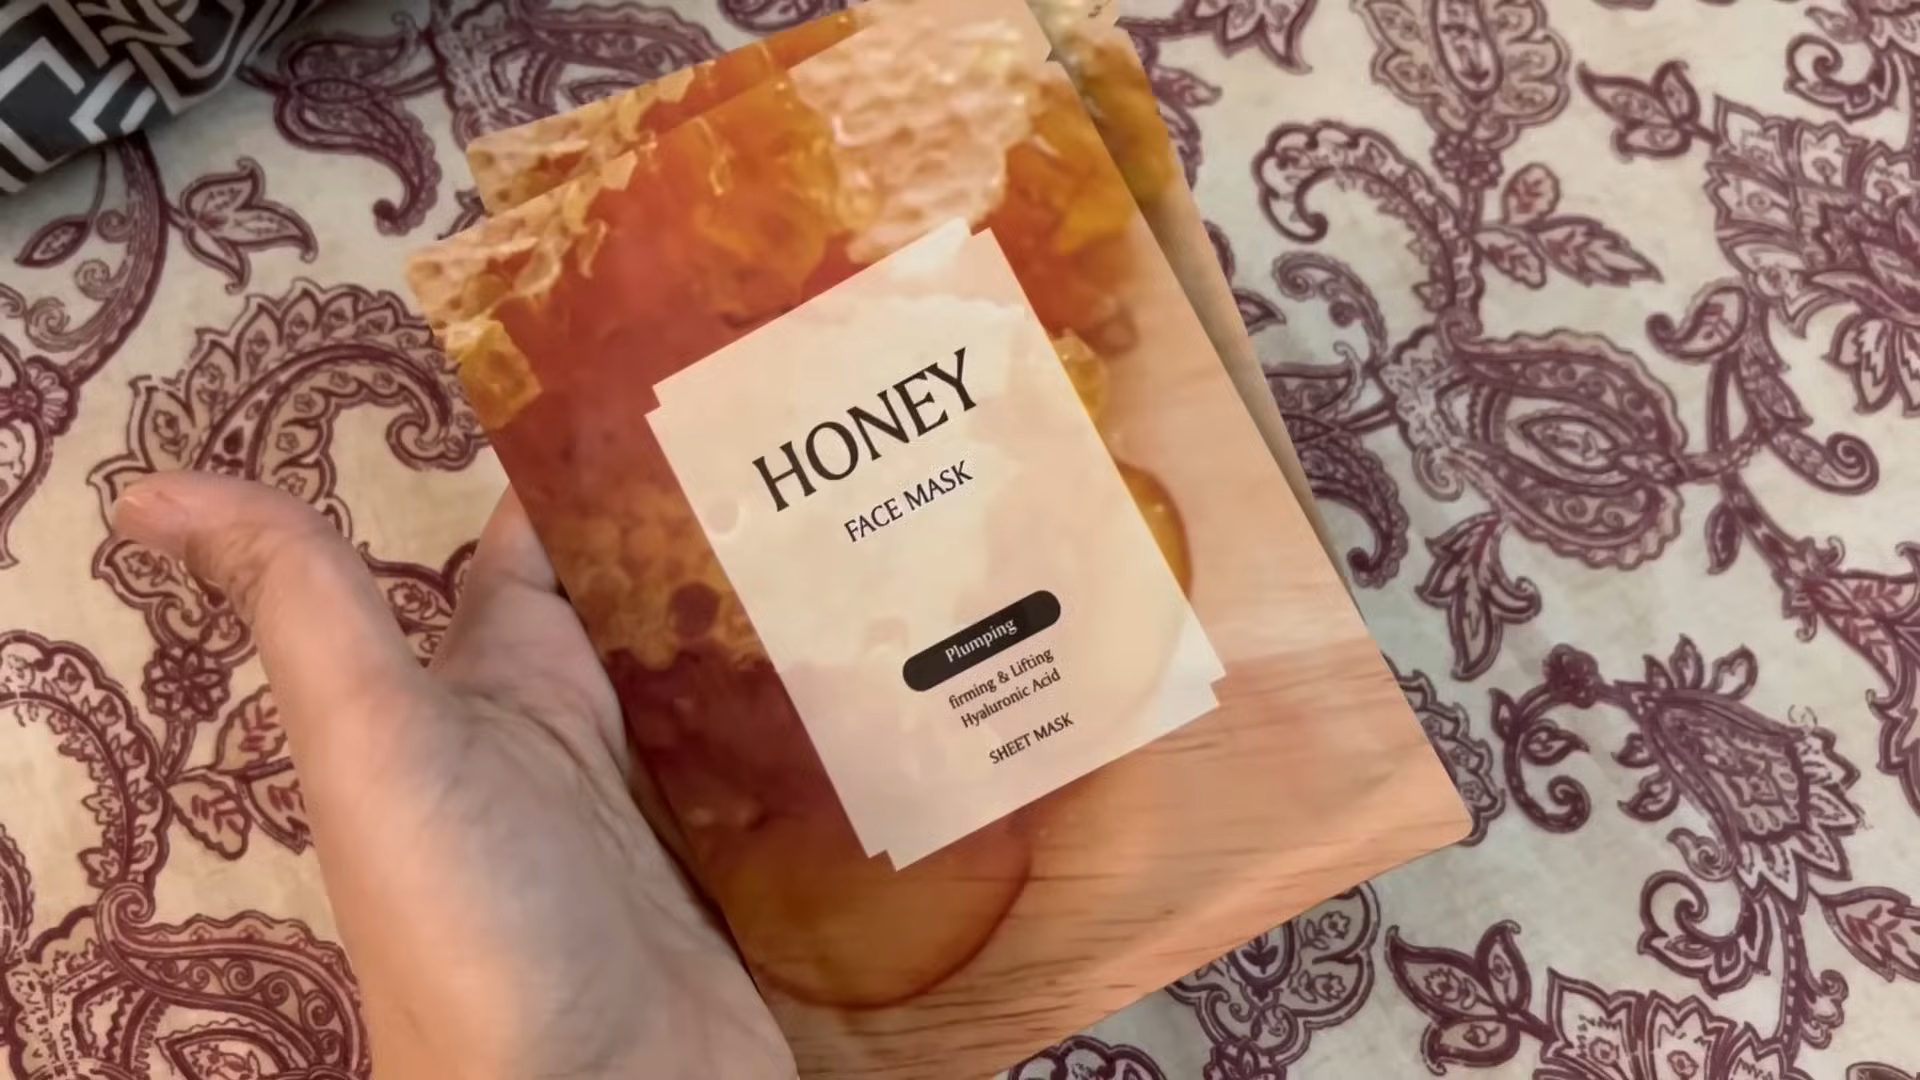 HONEY
FACE MASK
Plumping
firming & Lifting
Hyaluronic Acid
SHEET MASK